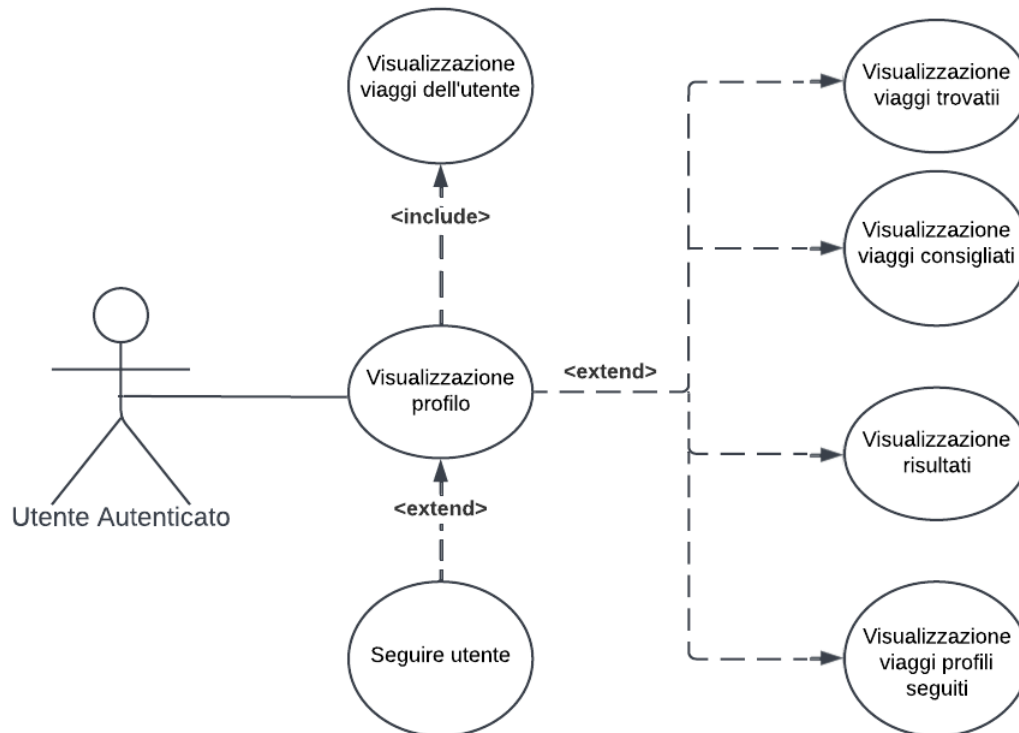 Visualizzazione
viaggi dell'utente
Visualizzazione
viaggi trovatii
<include>
Visualizzazione
viaggi consigliati
Visualizzazione
profilo
<extend>
Visualizzazione
risultati
Utente Autenticato
<extend>
Seguire utente
Visualizzazione
viaggi profili
seguiti